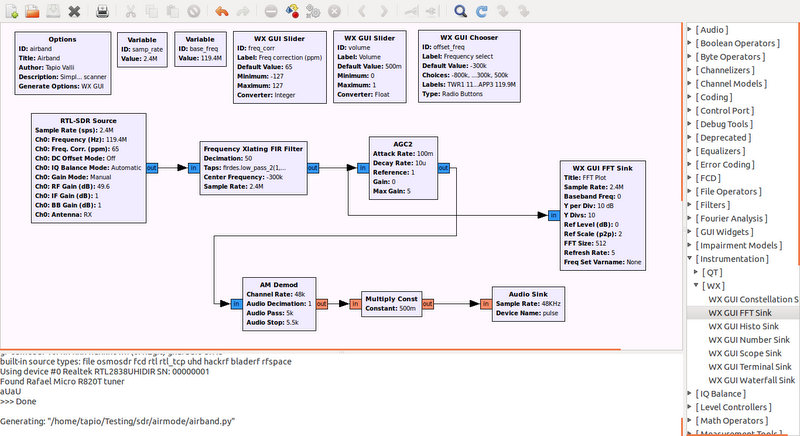 Options
ID: airband
Title: Airband
Author: Tapio Valli
Description: Simpl... scanner
Generate Options: WX GUI
Variable
ID: samp_rate
Value: 2.4M
Variable
ID: base_freq
Value: 119.4M
WX GUI Slider
ID: freq_corr
Label: Freq correction (ppm)
Default Value: 65
Minimum: -127
Maximum: 127
Converter: Integer
WX GUI Slider
ID: volume
Label: Volume
Default Value: 500m
Minimum: 0
Maximum: 1
Converter: Float
WX GUI Chooser
ID: offset_freq
Label: Frequency select
Default Value: -300k
Choices: -800k, ...300k, 500k
Labels: TWR1 11...APP3 119.9M
Type: Radio Buttons
RTL-SDR Source
Sample Rate (sps): 2.4M
Ch0: Frequency (Hz): 119.4M
Ch0: Freq. Corr. (ppm): 65
Ch0: DC Offset Mode: Off
Ch0: IQ Balance Mode: Automatic
Ch0: Gain Mode: Manual
Ch0: RF Gain (dB): 49.6
Ch0: IF Gain (dB): 1
Ch0: BB Gain (dB): 1
Ch0: Antenna: RX
out
in
Frequency Xlating FIR Filter
Decimation: 50
Taps: firdes.low_pass_2(1,...
Center Frequency: -300k
Sample Rate: 2.4M
out
in
AGC2
Attack Rate: 100m
Decay Rate: 10u
Reference: 1
Gain: 0
Max Gain: 5
out
in
WX GUI FFT Sink
Title: FFT Plot
Sample Rate: 2.4M
Baseband Freq: 0
Y per Div: 10 dB
Y Divs: 10
Ref Level (dB): 0
Ref Scale (p2p): 2
FFT Size: 512
Refresh Rate: 5
Freq Set Varname: None
in
AM Demod
Channel Rate: 48k
Audio Decimation: 1
Audio Pass: 5k
Audio Stop: 5.5k
out
in
Multiply Const
Constant: 500m
out
in
Audio Sink
Sample Rate: 48KHz
Device Name: pulse
built-in source types: file osmosdr fcd rtl rtl_tcp uhd hackrf bladerf rfspace
Using device #0 Realtek RTL2838UHIDIR SN: 00000001
Found Rafael Micro R820T tuner
aUaU
>>> Done
Generating: "/home/tapio/Testing/sdr/airmode/airband.py"
[ Audio ]
[ Boolean Operators ]
[ Byte Operators ]
[ Channelizers ]
[ Channel Models ]
[ Coding ]
[ Control Port ]
[ Debug Tools ]
[ Deprecated ]
[ Equalizers ]
[ Error Coding ]
[ FCD ]
[ File Operators ]
[ Filters ]
[ Fourier Analysis ]
[ GUI Widgets ]
[ Impairment Models ]
[ Instrumentation ]
[ QT ]
[ WX ]
WX GUI Constellation S
WX GUI FFT Sink
WX GUI Histo Sink
WX GUI Number Sink
WX GUI Scope Sink
WX GUI Terminal Sink
WX GUI Waterfall Sink
[ IQ Balance ]
[ Level Controllers ]
[ Math Operators ]
[ Measurement Tools ]